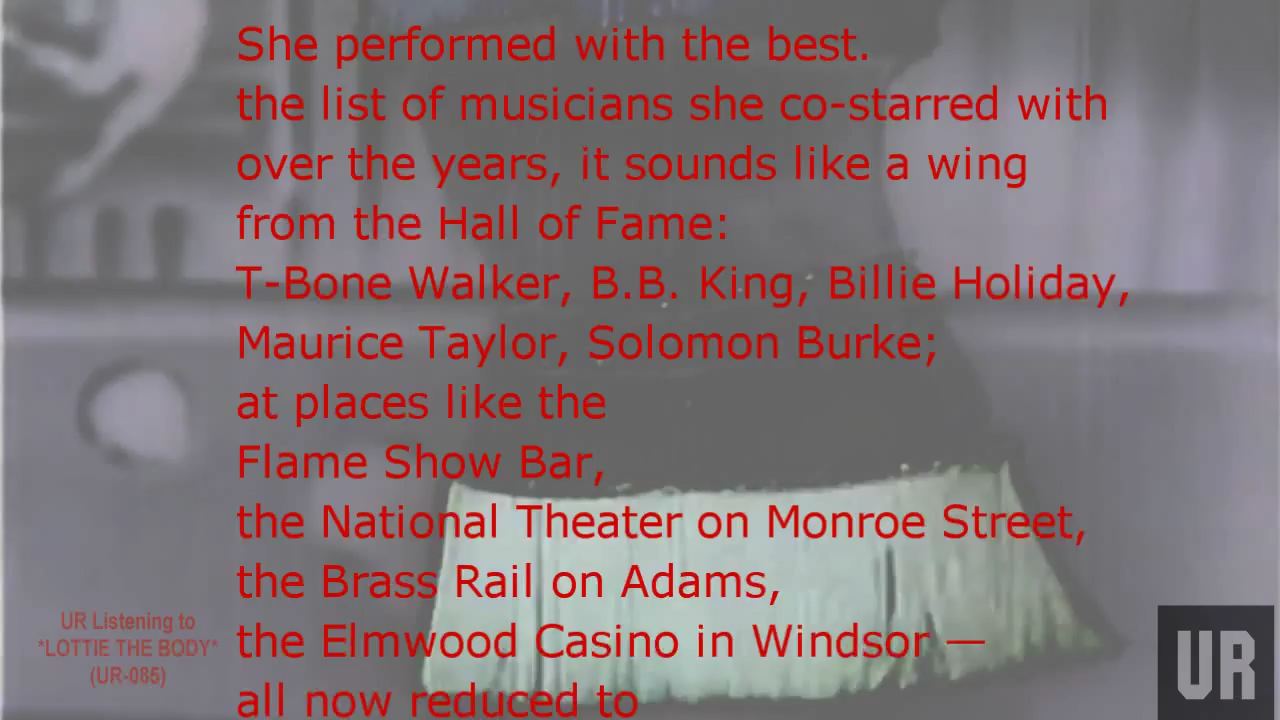 She performed with the best.
the list of musicians she co-starred with
over the years, it sounds like a wing
from the Hall of Fame:
T-Bone Walker, B.B. King, Billie Holiday,
Maurice Taylor, Solomon Burke;
at places like the
Flame Show Bar,
the National Theater on Monroe Street,
the Brass Rail on Adams,
the Elmwood Casino in Windsor —
all now reduced to
UR Listening to
*LOTTIE THE BODY*
(UR-085)
UR